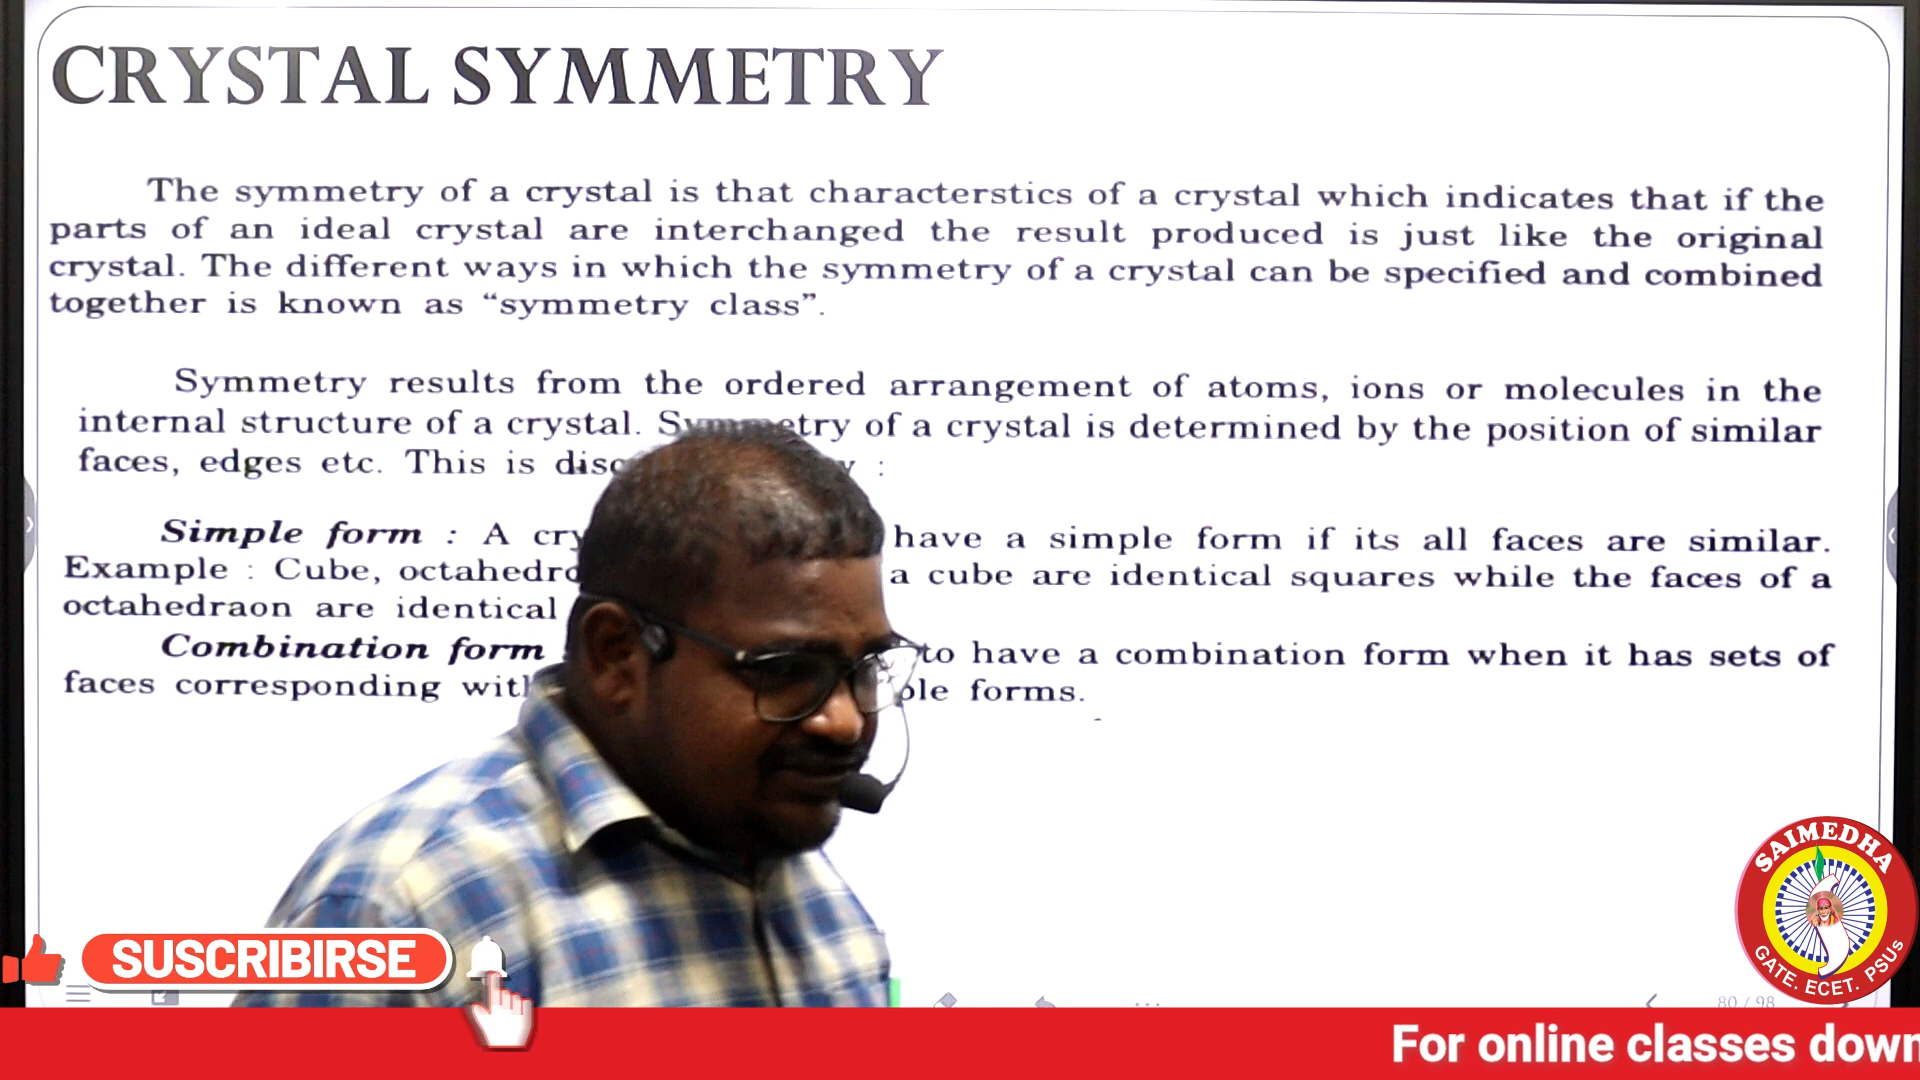 CRYSTAL SYMMETRY
The symmetry of a crystal is that characterstics of a crystal which indicates that if the
parts of an ideal crystal are interchanged the result produced is just like the original
crystal. The different ways in which the symmetry of a crystal can be specified and combined
together is known as “symmetry class”.
Symmetry results from the ordered arrangement of atoms, ions or molecules in the
internal structure of a crystal. Symmetry of a crystal is determined by the position of similar
faces, edges etc. This is :
Simple form : A have a simple form if its all faces are similar.
Example : Cube, a cube are identical squares while the faces of a
octahedraon are identical
Combination form to have a combination form when it has sets of
faces corresponding forms.
SAIMEDHA
GATE. ECET. PSUs
SUSCRIBIRSE
80 / 98
For online classes down